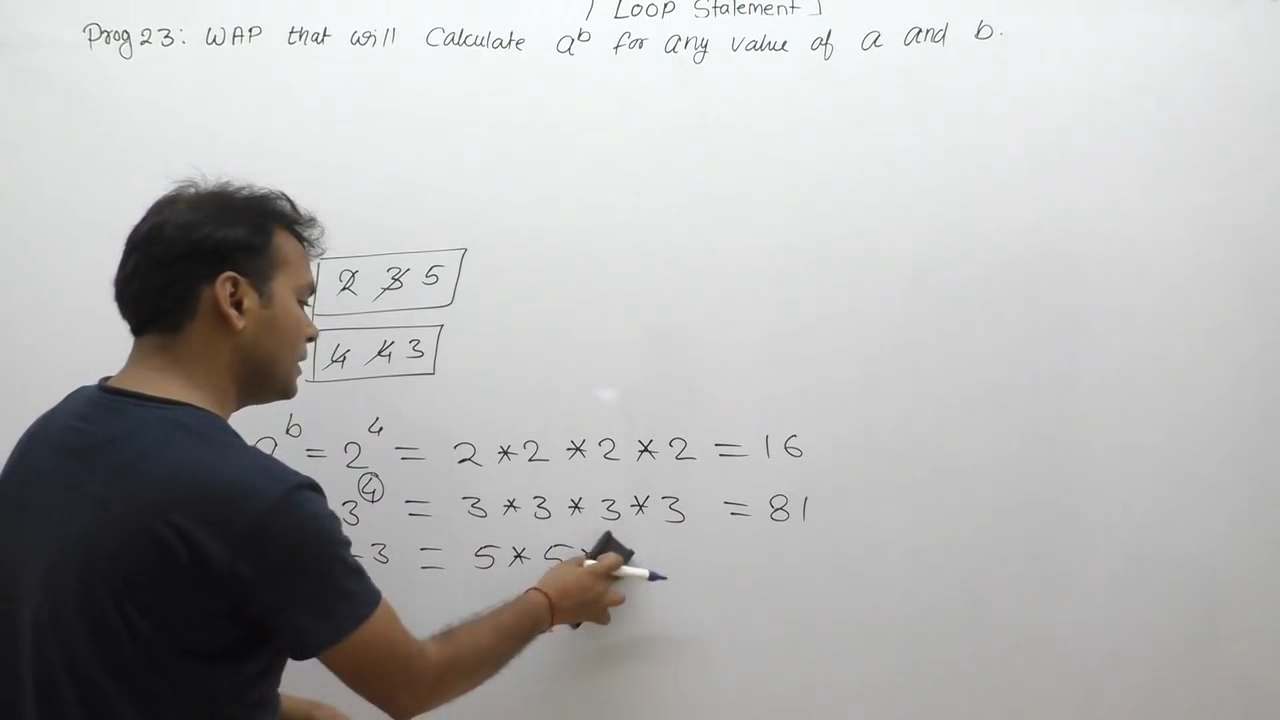 [ Loop Statement ]
Prog 23: WAP that will Calculate a^b for any value of a and b.
2 3 5
4 4 3
a^b = 2^4 = 2 * 2 * 2 * 2 = 16
3^4 = 3 * 3 * 3 * 3 = 81
3 = 5 * 5 *